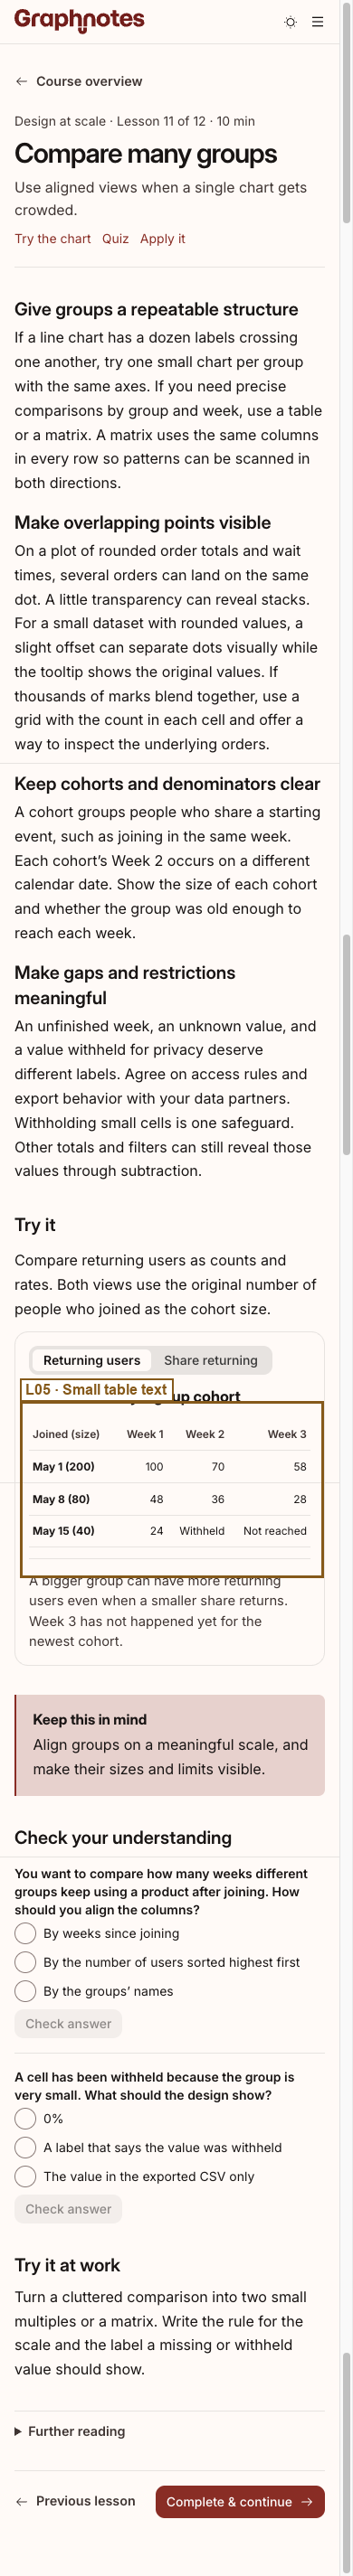 Graphnotes
← Course overview
Design at scale · Lesson 11 of 12 · 10 min
Compare many groups
Use aligned views when a single chart gets
crowded.
Try the chart Quiz Apply it
Give groups a repeatable structure
If a line chart has a dozen labels crossing
one another, try one small chart per group
with the same axes. If you need precise
comparisons by group and week, use a table
or a matrix. A matrix uses the same columns
in every row so patterns can be scanned in
both directions.
Make overlapping points visible
On a plot of rounded order totals and wait
times, several orders can land on the same
dot. A little transparency can reveal stacks.
For a small dataset with rounded values, a
slight offset can separate dots visually while
the tooltip shows the original values. If
thousands of marks blend together, use a
grid with the count in each cell and offer a
way to inspect the underlying orders.
Keep cohorts and denominators clear
A cohort groups people who share a starting
event, such as joining in the same week.
Each cohort’s Week 2 occurs on a different
calendar date. Show the size of each cohort
and whether the group was old enough to
reach each week.
Make gaps and restrictions
meaningful
An unfinished week, an unknown value, and
a value withheld for privacy deserve
different labels. Agree on access rules and
export behavior with your data partners.
Withholding small cells is one safeguard.
Other totals and filters can still reveal those
values through subtraction.
Try it
Compare returning users as counts and
rates. Both views use the original number of
people who joined as the cohort size.
Returning users Share returning
L05 · Small table text
up cohort
Joined (size) Week 1 Week 2 Week 3
May 1 (200) 100 70 58
May 8 (80) 48 36 28
May 15 (40) 24 Withheld Not reached
A bigger group can have more returning
users even when a smaller share returns.
Week 3 has not happened yet for the
newest cohort.
Keep this in mind
Align groups on a meaningful scale, and
make their sizes and limits visible.
Check your understanding
You want to compare how many weeks different
groups keep using a product after joining. How
should you align the columns?
By weeks since joining
By the number of users sorted highest first
By the groups’ names
Check answer
A cell has been withheld because the group is
very small. What should the design show?
0%
A label that says the value was withheld
The value in the exported CSV only
Check answer
Try it at work
Turn a cluttered comparison into two small
multiples or a matrix. Write the rule for the
scale and the label a missing or withheld
value should show.
Further reading
← Previous lesson Complete & continue →